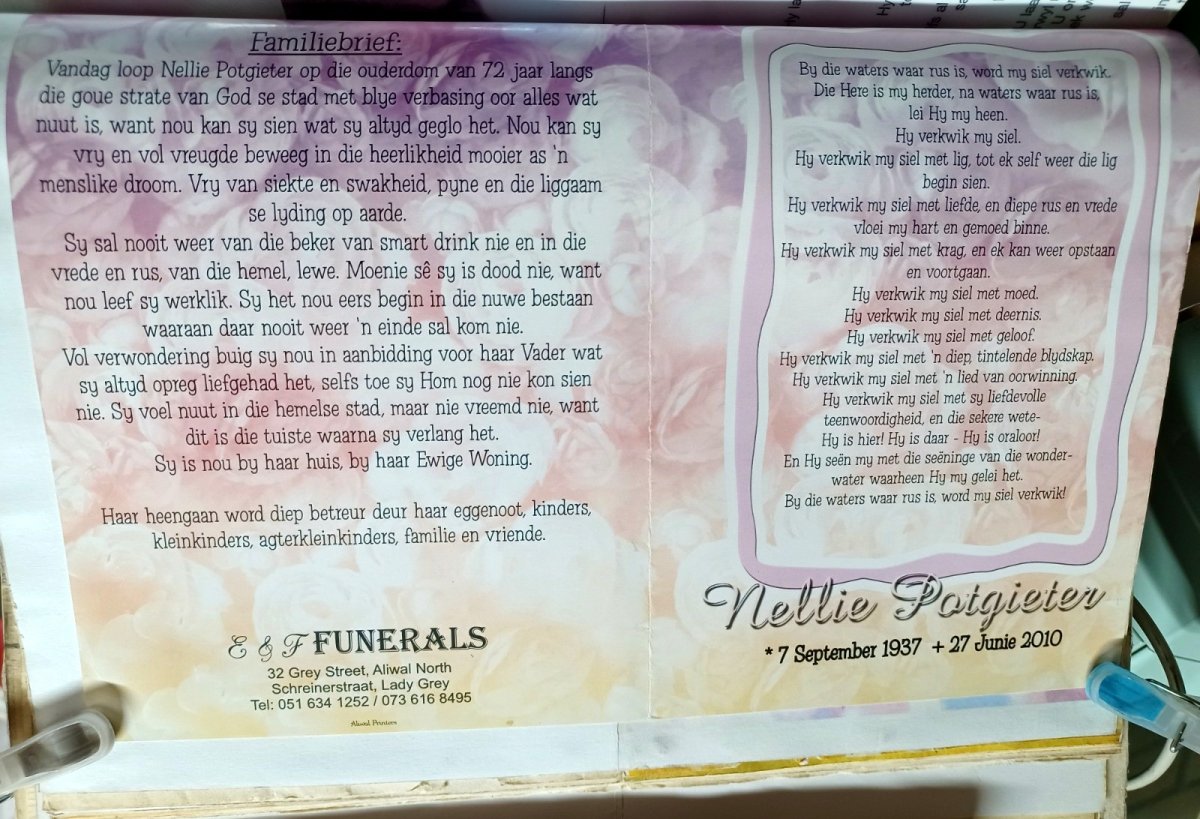 Familiebrief:
Vandag loop Nellie Potgieter op die ouderdom van 72 jaar langs
die goue strate van God se stad met blye verbasing oor alles wat
nuut is, want nou kan sy sien wat sy altyd geglo het. Nou kan sy
vry en vol vreugde beweeg in die heerlikheid mooier as 'n
menslike droom. Vry van siekte en swakheid, pyne en die liggaam
se lyding op aarde.
Sy sal nooit weer van die beker van smart drink nie en in die
vrede en rus, van die hemel, lewe. Moenie sê sy is dood nie, want
nou leef sy werklik. Sy het nou eers begin in die nuwe bestaan
waaraan daar nooit weer 'n einde sal kom nie.
Vol verwondering buig sy nou in aanbidding voor haar Vader wat
sy altyd opreg liefgehad het, selfs toe sy Hom nog nie kon sien
nie. Sy voel nuut in die hemelse stad, maar nie vreemd nie, want
dit is die tuiste waarna sy verlang het.
Sy is nou by haar huis, by haar Ewige Woning.
Haar heengaan word diep betreur deur haar eggenoot, kinders,
kleinkinders, agterkleinkinders, familie en vriende.
E & F FUNERALS
32 Grey Street, Aliwal North
Schreinerstraat, Lady Grey
Tel: 051 634 1252 / 073 616 8495
Aliwal Printers
By die waters waar rus is, word my siel verkwik.
Die Here is my herder, na waters waar rus is,
lei Hy my heen.
Hy verkwik my siel.
Hy verkwik my siel met lig, tot ek self weer die lig
begin sien.
Hy verkwik my siel met liefde, en diepe rus en vrede
vloei my hart en gemoed binne.
Hy verkwik my siel met krag, en ek kan weer opstaan
en voortgaan.
Hy verkwik my siel met moed.
Hy verkwik my siel met deernis.
Hy verkwik my siel met geloof.
Hy verkwik my siel met 'n diep, tintelende blydskap.
Hy verkwik my siel met 'n lied van oorwinning.
Hy verkwik my siel met sy liefdevolle
teenwoordigheid, en die sekere wete-
Hy is hier! Hy is daar - Hy is oraloor!
En Hy seën my met die seëninge van die wonder-
water waarheen Hy my gelei het.
By die waters waar rus is, word my siel verkwik!
Nellie Potgieter
* 7 September 1937 + 27 Junie 2010